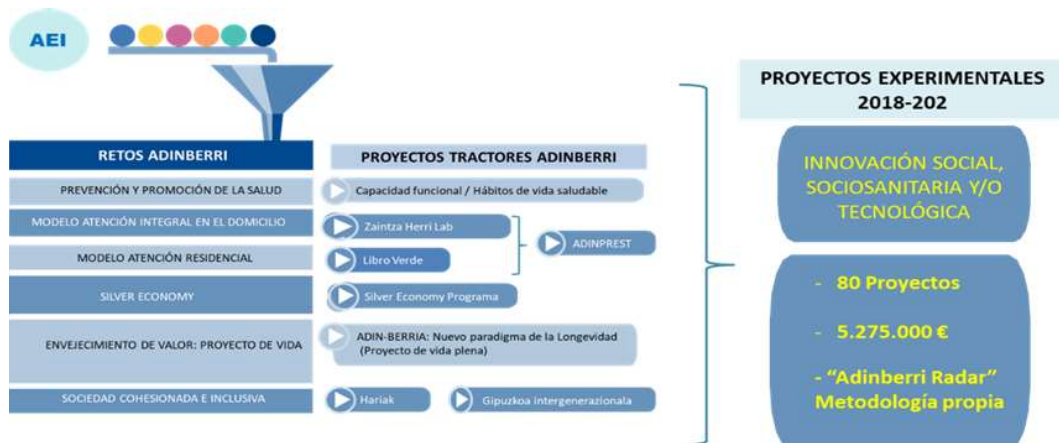 AEI
RETOS ADINBERRI
PREVENCIÓN Y PROMOCIÓN DE LA SALUD
MODELO ATENCIÓN INTEGRAL EN EL DOMICILIO
MODELO ATENCIÓN RESIDENCIAL
SILVER ECONOMY
ENVEJECIMIENTO DE VALOR: PROYECTO DE VIDA
SOCIEDAD COHESIONADA E INCLUSIVA
PROYECTOS TRACTORES ADINBERRI
Capacidad funcional / Hábitos de vida saludable
Zaintza Herri Lab
Libro Verde
ADINPREST
Silver Economy Programa
ADIN-BERRIA: Nuevo paradigma de la Longevidad
(Proyecto de vida plena)
Hariak
Gipuzkoa Intergenerazionala
PROYECTOS EXPERIMENTALES
2018-202
INNOVACIÓN SOCIAL,
SOCIOSANITARIA Y/O
TECNOLÓGICA
- 80 Proyectos
- 5.275.000 €
- “Adinberri Radar”
Metodología propia